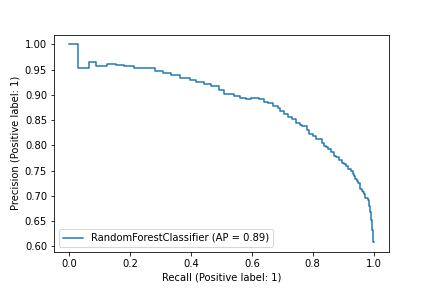 1.00
0.95
0.90
0.85
0.80
0.75
0.70
0.65
0.60
Precision (Positive label: 1)
RandomForestClassifier (AP = 0.89)
0.0 0.2 0.4 0.6 0.8 1.0
Recall (Positive label: 1)